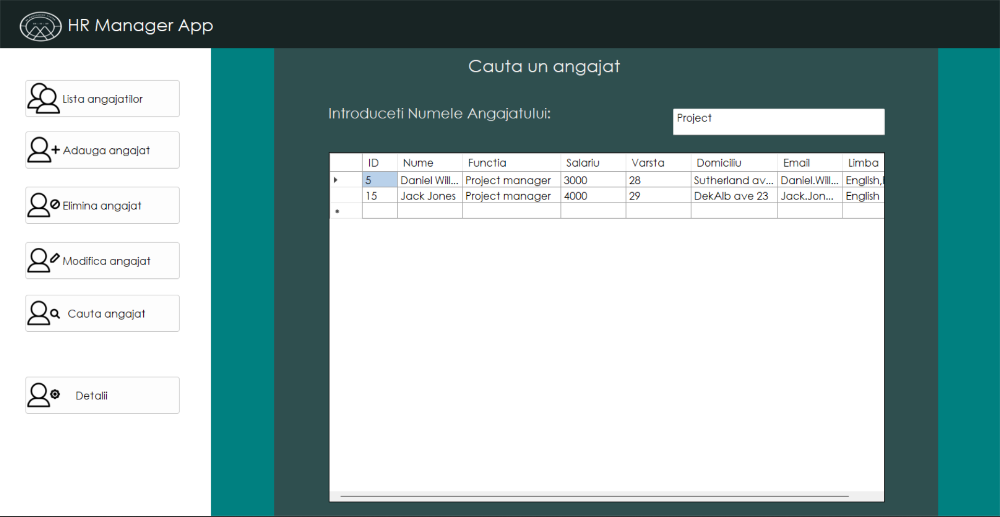 HR Manager App
Lista angajatilor
Adauga angajat
Elimina angajat
Modifica angajat
Cauta angajat
Detalii
Cauta un angajat
Introduceti Numele Angajatului:
Project
ID Nume Functia Salariu Varsta Domiciliu Email Limba
5 Daniel Will... Project manager 3000 28 Sutherland av... Daniel.Will... English,
15 Jack Jones Project manager 4000 29 DekAlb ave 23 Jack.Jon... English